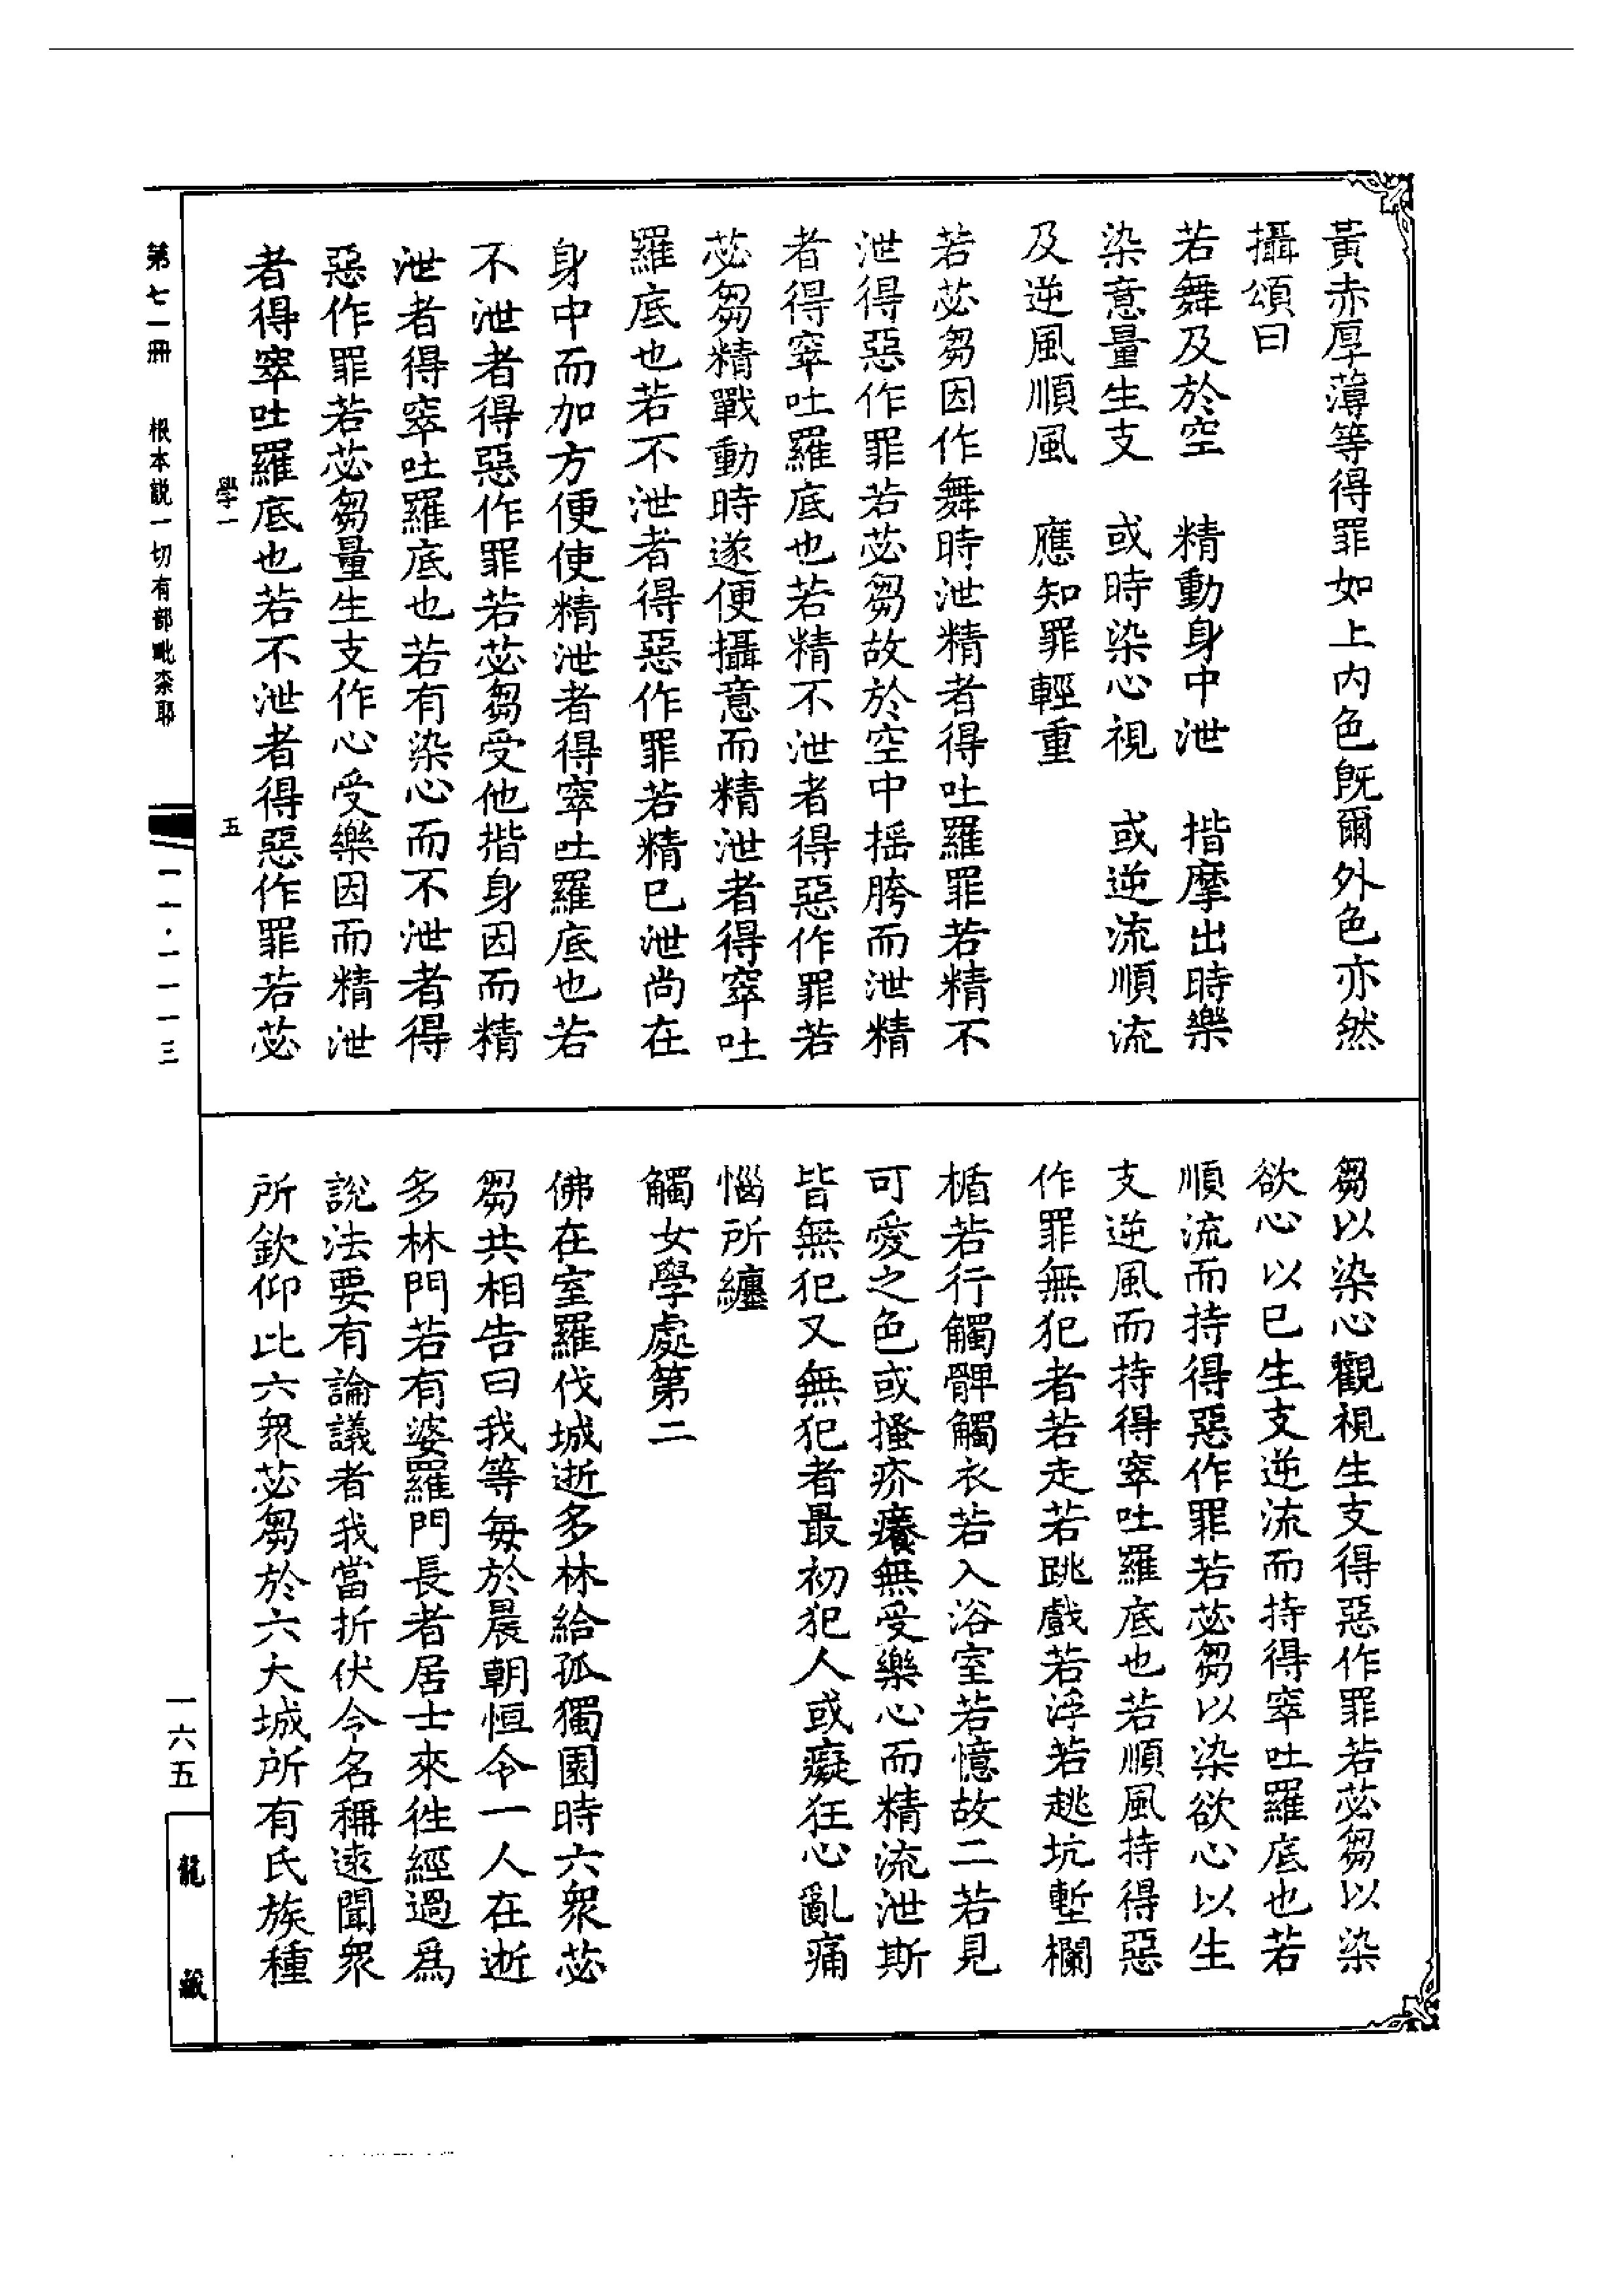 黃赤厚薄等得罪如上内色旣爾外色亦然
攝頌曰
若舞及於空　精動身中泄　揩摩出時樂
染意量生支　或時染心視　或逆流順流
及逆風順風　應知罪輕重
若苾芻因作舞時泄精者得吐羅罪若精不
泄得惡作罪若苾芻故於空中揺胯而泄精
者得窣吐羅底也若精不泄者得惡作罪若
苾芻精戰動時遂便攝意而精泄者得窣吐
羅底也若不泄者得惡作罪若精已泄尚在
身中而加方便使精泄者得窣吐羅底也若
不泄者得惡作罪若苾芻受他揩身因而精
泄者得窣吐羅底也若有染心而不泄者得
惡作罪若苾芻量生支作心受樂因而精泄
者得窣吐羅底也若不泄者得惡作罪若苾
學一　五
芻以染心觀視生支得惡作罪若苾芻以染
欲心以已生支逆流而持得窣吐羅底也若
順流而持得惡作罪若苾芻以染欲心以生
支逆風而持得窣吐羅底也若順風持得惡
作罪無犯者若走若跳戲若浮若趒坑塹欄
楯若行觸髀觸衣若入浴室若憶故二若見
可愛之色或搔疥癢無受樂心而精流泄斯
皆無犯又無犯者最初犯人或癡狂心亂痛
惱所纏
觸女學處第二
佛在室羅伐城逝多林給孤獨園時六衆苾
芻共相告曰我等每於晨朝恒令一人在逝
多林門若有婆羅門長者居士來往經過爲
說法要有論議者我當折伏令名稱遠聞衆
所欽仰此六衆苾芻於六大城所有氏族種
第七一冊　根本説一切有部毗柰耶　一一·一一一三
一六五
龍藏